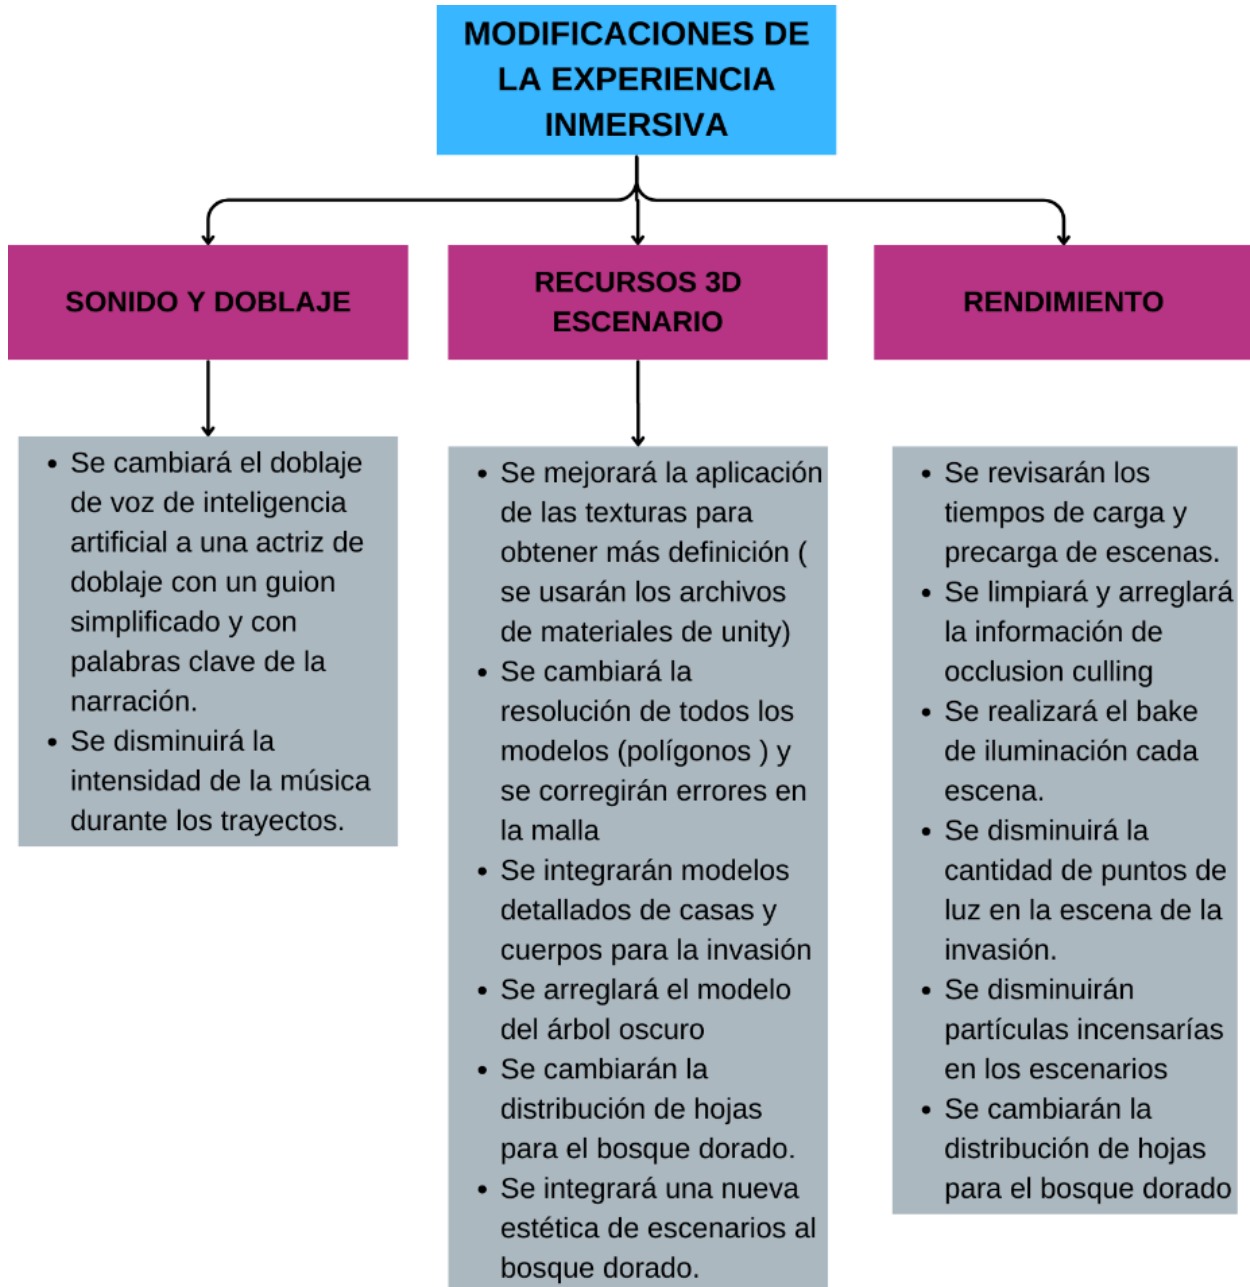 MODIFICACIONES DE
LA EXPERIENCIA
INMERSIVA
SONIDO Y DOBLAJE
• Se cambiará el doblaje
de voz de inteligencia
artificial a una actriz de
doblaje con un guion
simplificado y con
palabras clave de la
narración.
• Se disminuirá la
intensidad de la música
durante los trayectos.
RECURSOS 3D
ESCENARIO
• Se mejorará la aplicación
de las texturas para
obtener más definición (
se usarán los archivos
de materiales de unity)
• Se cambiará la
resolución de todos los
modelos (polígonos ) y
se corregirán errores en
la malla
• Se integrarán modelos
detallados de casas y
cuerpos para la invasión
• Se arreglará el modelo
del árbol oscuro
• Se cambiarán la
distribución de hojas
para el bosque dorado.
• Se integrará una nueva
estética de escenarios al
bosque dorado.
RENDIMIENTO
• Se revisarán los
tiempos de carga y
precarga de escenas.
• Se limpiará y arreglará
la información de
occlusion culling
• Se realizará el bake
de iluminación cada
escena.
• Se disminuirá la
cantidad de puntos de
luz en la escena de la
invasión.
• Se disminuirán
partículas incensarías
en los escenarios
• Se cambiarán la
distribución de hojas
para el bosque dorado